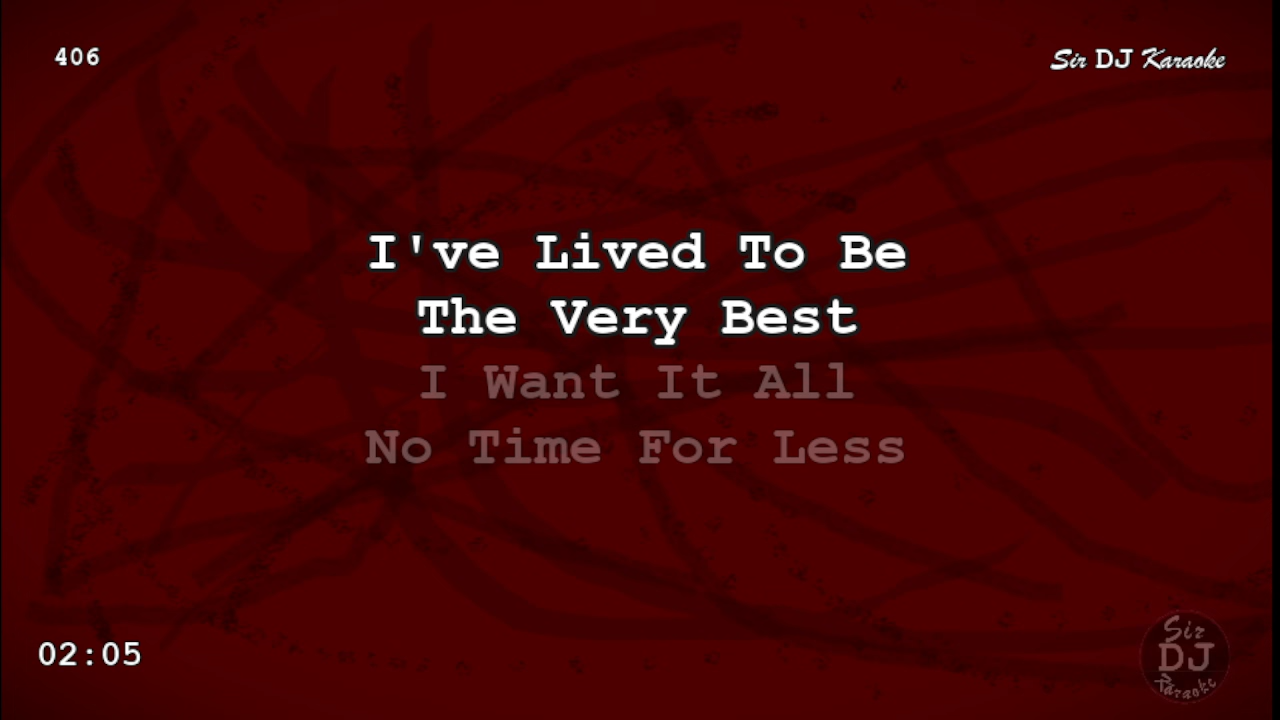 406
Sir DJ Karaoke
I've Lived To Be
The Very Best
I Want It All
No Time For Less
02:05
Sir
DJ
Karaoke